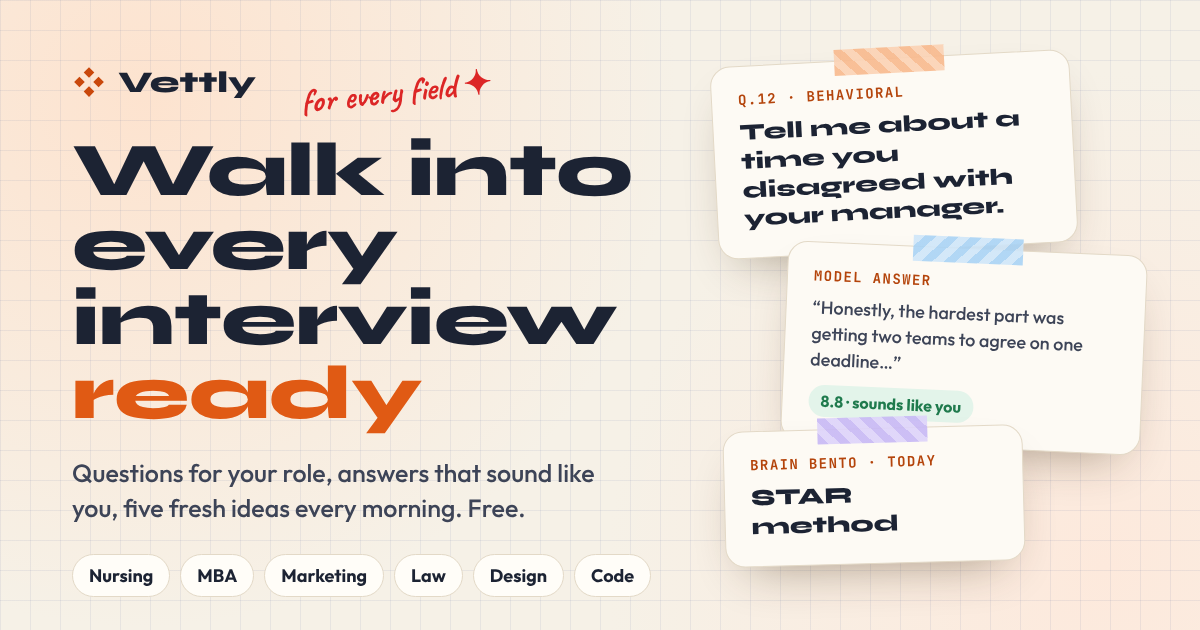 Vettly
for every field
Walk into
every
interview
ready
Questions for your role, answers that sound like
you, five fresh ideas every morning. Free.
Nursing
MBA
Marketing
Law
Design
Code
Q.12 · BEHAVIORAL
Tell me about a
time you
disagreed with
your manager.
MODEL ANSWER
“Honestly, the hardest part was
getting two teams to agree on one
deadline…”
8.8 · sounds like you
BRAIN BENTO · TODAY
STAR
method